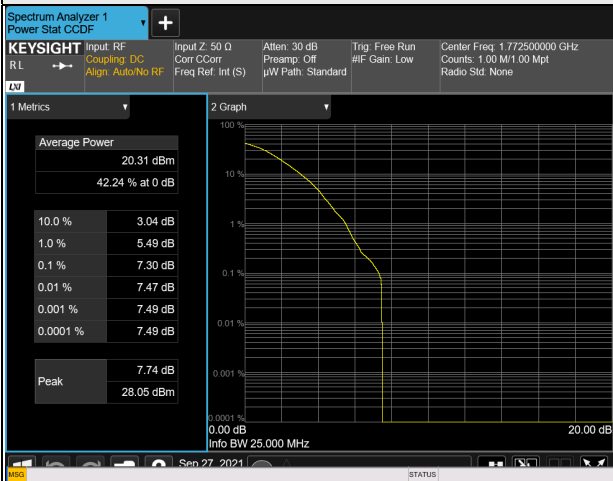 Spectrum Analyzer 1
Power Stat CCDF
KEYSIGHT
R L
LXI
Input: RF
Coupling: DC
Align: Auto/No RF
Input Z: 50 Ω
Corr CCorr
Freq Ref: Int (S)
Atten: 30 dB
Preamp: Off
µW Path: Standard
Trig: Free Run
#IF Gain: Low
Center Freq: 1.772500000 GHz
Counts: 1.00 M/1.00 Mpt
Radio Std: None
1 Metrics
Average Power
20.31 dBm
42.24 % at 0 dB
10.0 % 3.04 dB
1.0 % 5.49 dB
0.1 % 7.30 dB
0.01 % 7.47 dB
0.001 % 7.49 dB
0.0001 % 7.49 dB
Peak
7.74 dB
28.05 dBm
2 Graph
100 %
10 %
1 %
0.1 %
0.01 %
0.001 %
0.0001 %
0.00 dB 20.00 dB
Info BW 25.000 MHz
Sep 27, 2021
MSG STATUS